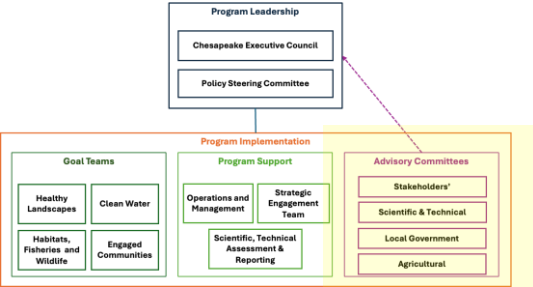 Program Leadership
Chesapeake Executive Council
Policy Steering Committee
Program Implementation
Goal Teams
Healthy
Landscapes
Clean Water
Habitats,
Fisheries and
Wildlife
Engaged
Communities
Program Support
Operations and
Management
Strategic
Engagement
Team
Scientific, Technical
Assessment &
Reporting
Advisory Committees
Stakeholders'
Scientific & Technical
Local Government
Agricultural